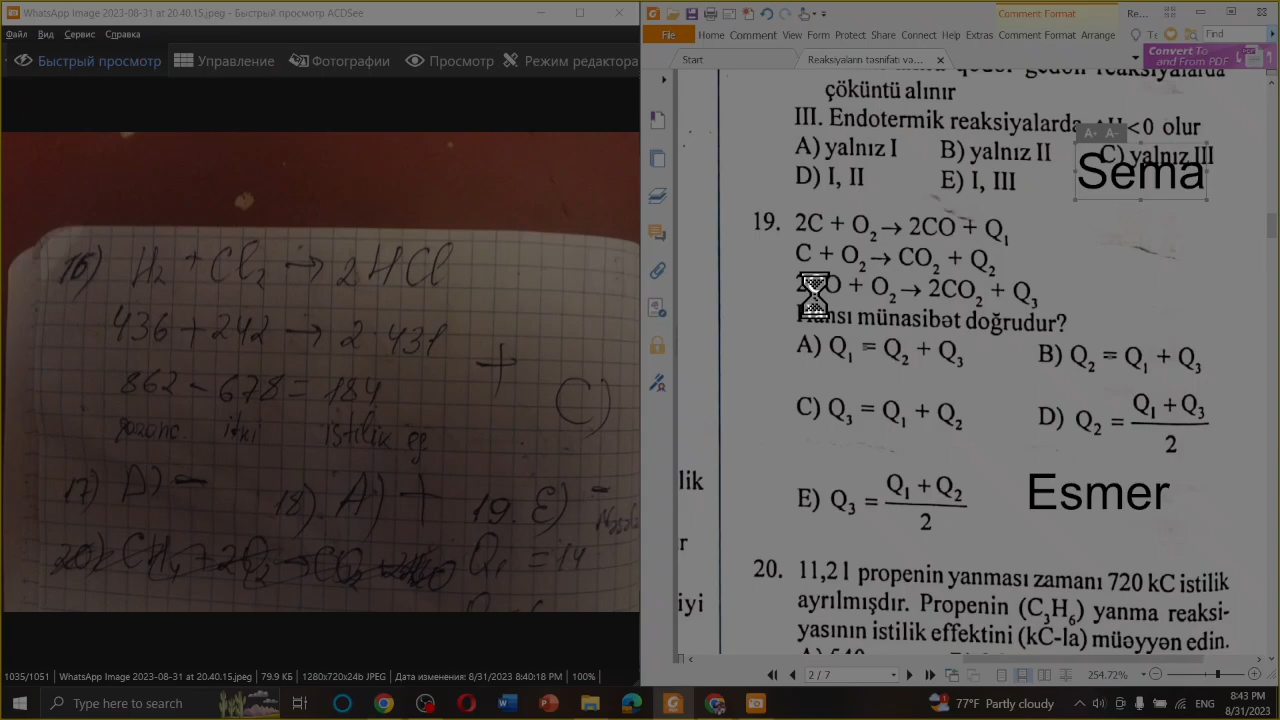 WhatsApp Image 2023-08-31 at 20.40.15.jpeg - Быстрый просмотр ACDSee
Файл Вид Сервис Справка
Быстрый просмотр Управление Фотографии Просмотр Режим редактора
16) H2 + Cl2 → 2HCl
436 + 242 → 2·431
862 - 678 = 184
istilik
+
C)
17) D) -
18). A) +
19. E) -
Q1 = 14
1035/1051 WhatsApp Image 2023-08-31 at 20.40.15.jpeg 79.9 KB 1280x720x24b JPEG Дата изменения: 8/31/2023 8:40:18 PM 100%
Comment Format
Re...
File Home Comment View Form Protect Share Connect Help Extras Comment Format Arrange Find
Start Reaksiyaların təsnifatı və...
Convert To and From PDF
gedən reaksiyalarda
çöküntü alınır
III. Endotermik reaksiyalarda <0 olur
A+ A-
A) yalnız I B) yalnız II C) yalnız III
Sema
D) I, II E) I, III
19. 2C + O2 → 2CO + Q1
C + O2 → CO2 + Q2
2CO + O2 → 2CO2 + Q3
münasibət doğrudur?
A) Q1 = Q2 + Q3 B) Q2 = Q1 + Q3
C) Q3 = Q1 + Q2 D) Q2 = (Q1 + Q3)/2
E) Q3 = (Q1 + Q2)/2
Esmer
lik
r
iyi
20. 11,2 l propenin yanması zamanı 720 kC istilik
ayrılmışdır. Propenin (C3H6) yanma reaksi-
yasının istilik effektini (kC-la) müəyyən edin.
2 / 7 254.72%
Type here to search
77°F Partly cloudy
ENG
8:43 PM
8/31/2023